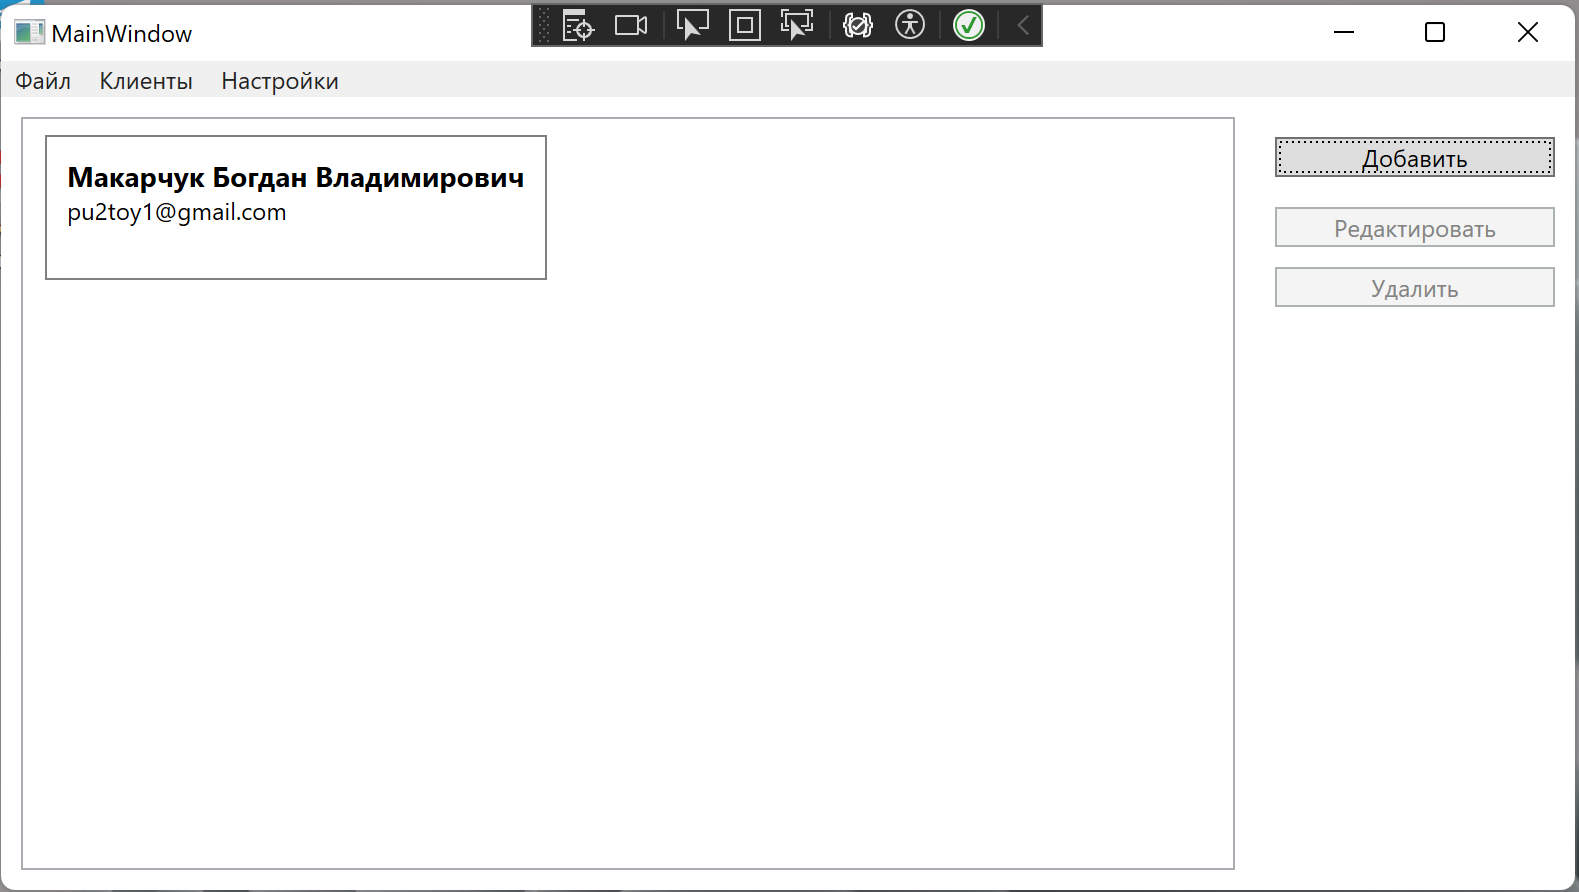 MainWindow
Файл Клиенты Настройки
Макарчук Богдан Владимирович
pu2toy1@gmail.com
Добавить
Редактировать
Удалить